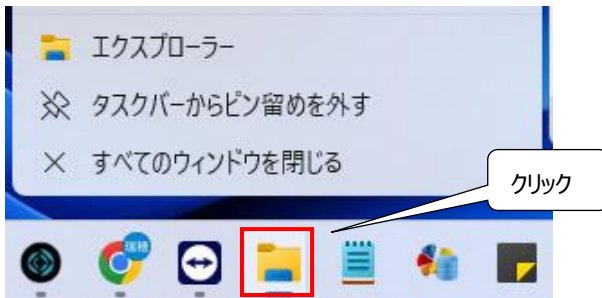 エクスプローラー
タスクバーからピン留めを外す
すべてのウィンドウを閉じる
クリック
瑞穂